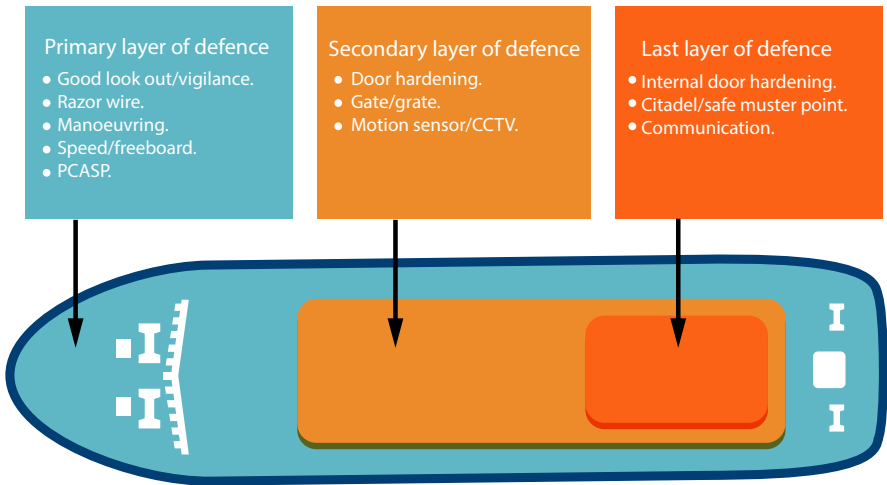 Primary layer of defence
• Good look out/vigilance.
• Razor wire.
• Manoeuvring.
• Speed/freeboard.
• PCASP.
Secondary layer of defence
• Door hardening.
• Gate/grate.
• Motion sensor/CCTV.
Last layer of defence
• Internal door hardening.
• Citadel/safe muster point.
• Communication.